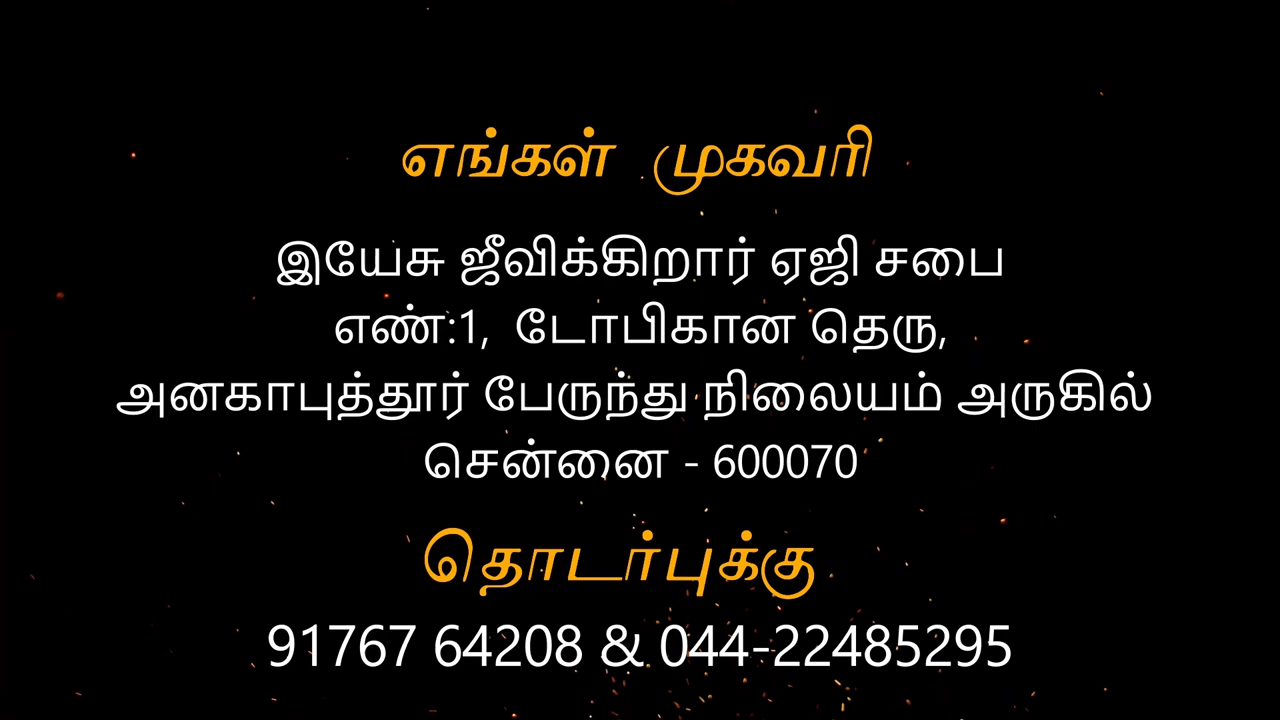 எங்கள் முகவரி
இயேசு ஜீவிக்கிறார் ஏஜி சபை
எண்:1, டோபிகான தெரு,
அனகாபுத்தூர் பேருந்து நிலையம் அருகில்
சென்னை - 600070
தொடர்புக்கு
91767 64208 & 044-22485295